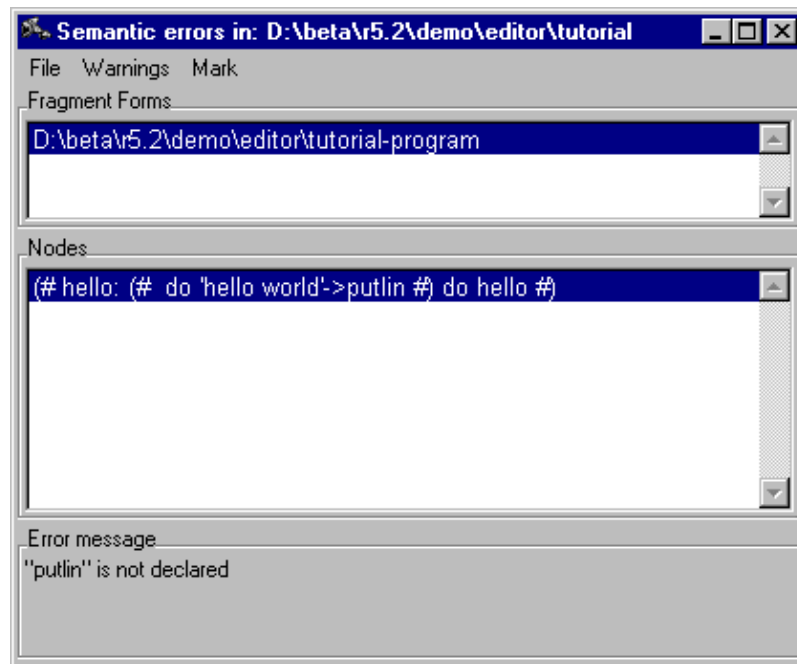 Semantic errors in: D:\beta\r5.2\demo\editor\tutorial
File Warnings Mark
Fragment Forms
D:\beta\r5.2\demo\editor\tutorial-program
Nodes
(# hello: (#  do 'hello world'->putlin #) do hello #)
Error message
"putlin" is not declared